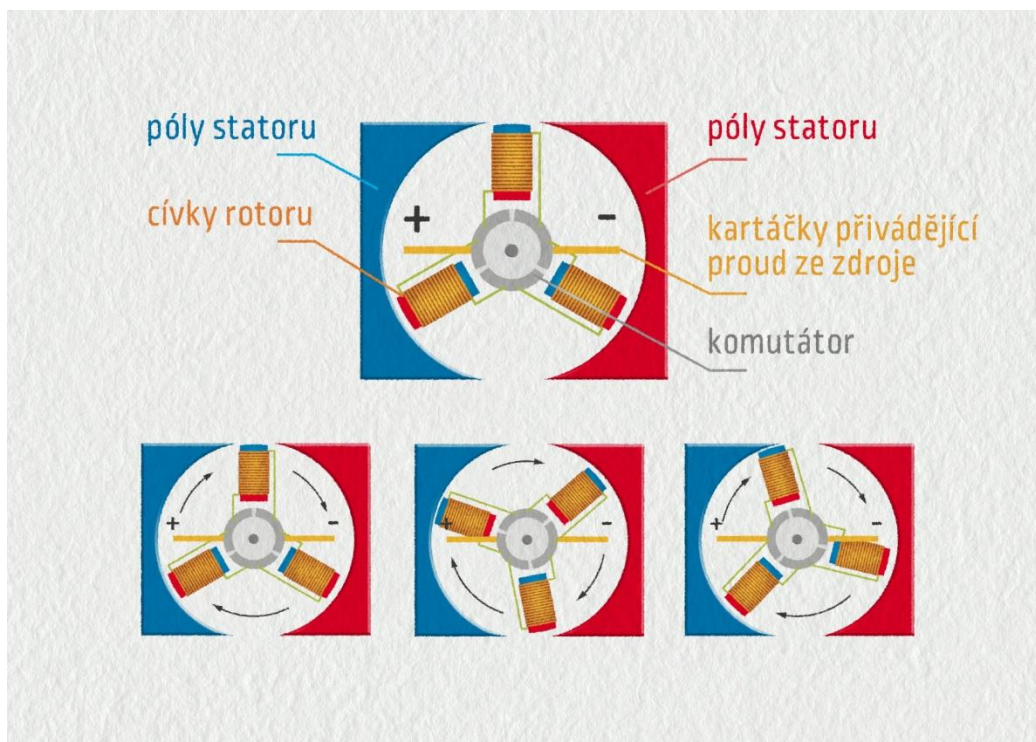 póly statoru
póly statoru
cívky rotoru
+
-
kartáčky přivádějící
proud ze zdroje
komutátor
+
-
+
-
+
-